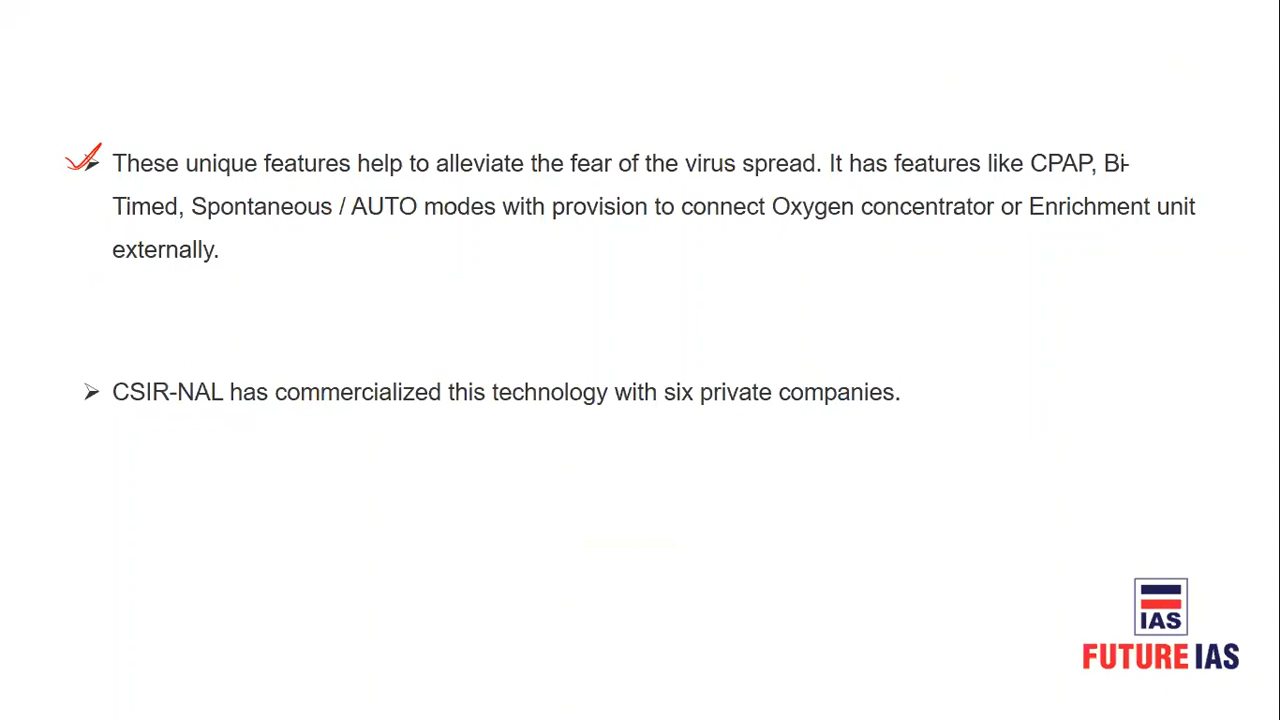 These unique features help to alleviate the fear of the virus spread. It has features like CPAP, Bi-
Timed, Spontaneous / AUTO modes with provision to connect Oxygen concentrator or Enrichment unit
externally.
CSIR-NAL has commercialized this technology with six private companies.
IAS
FUTURE IAS